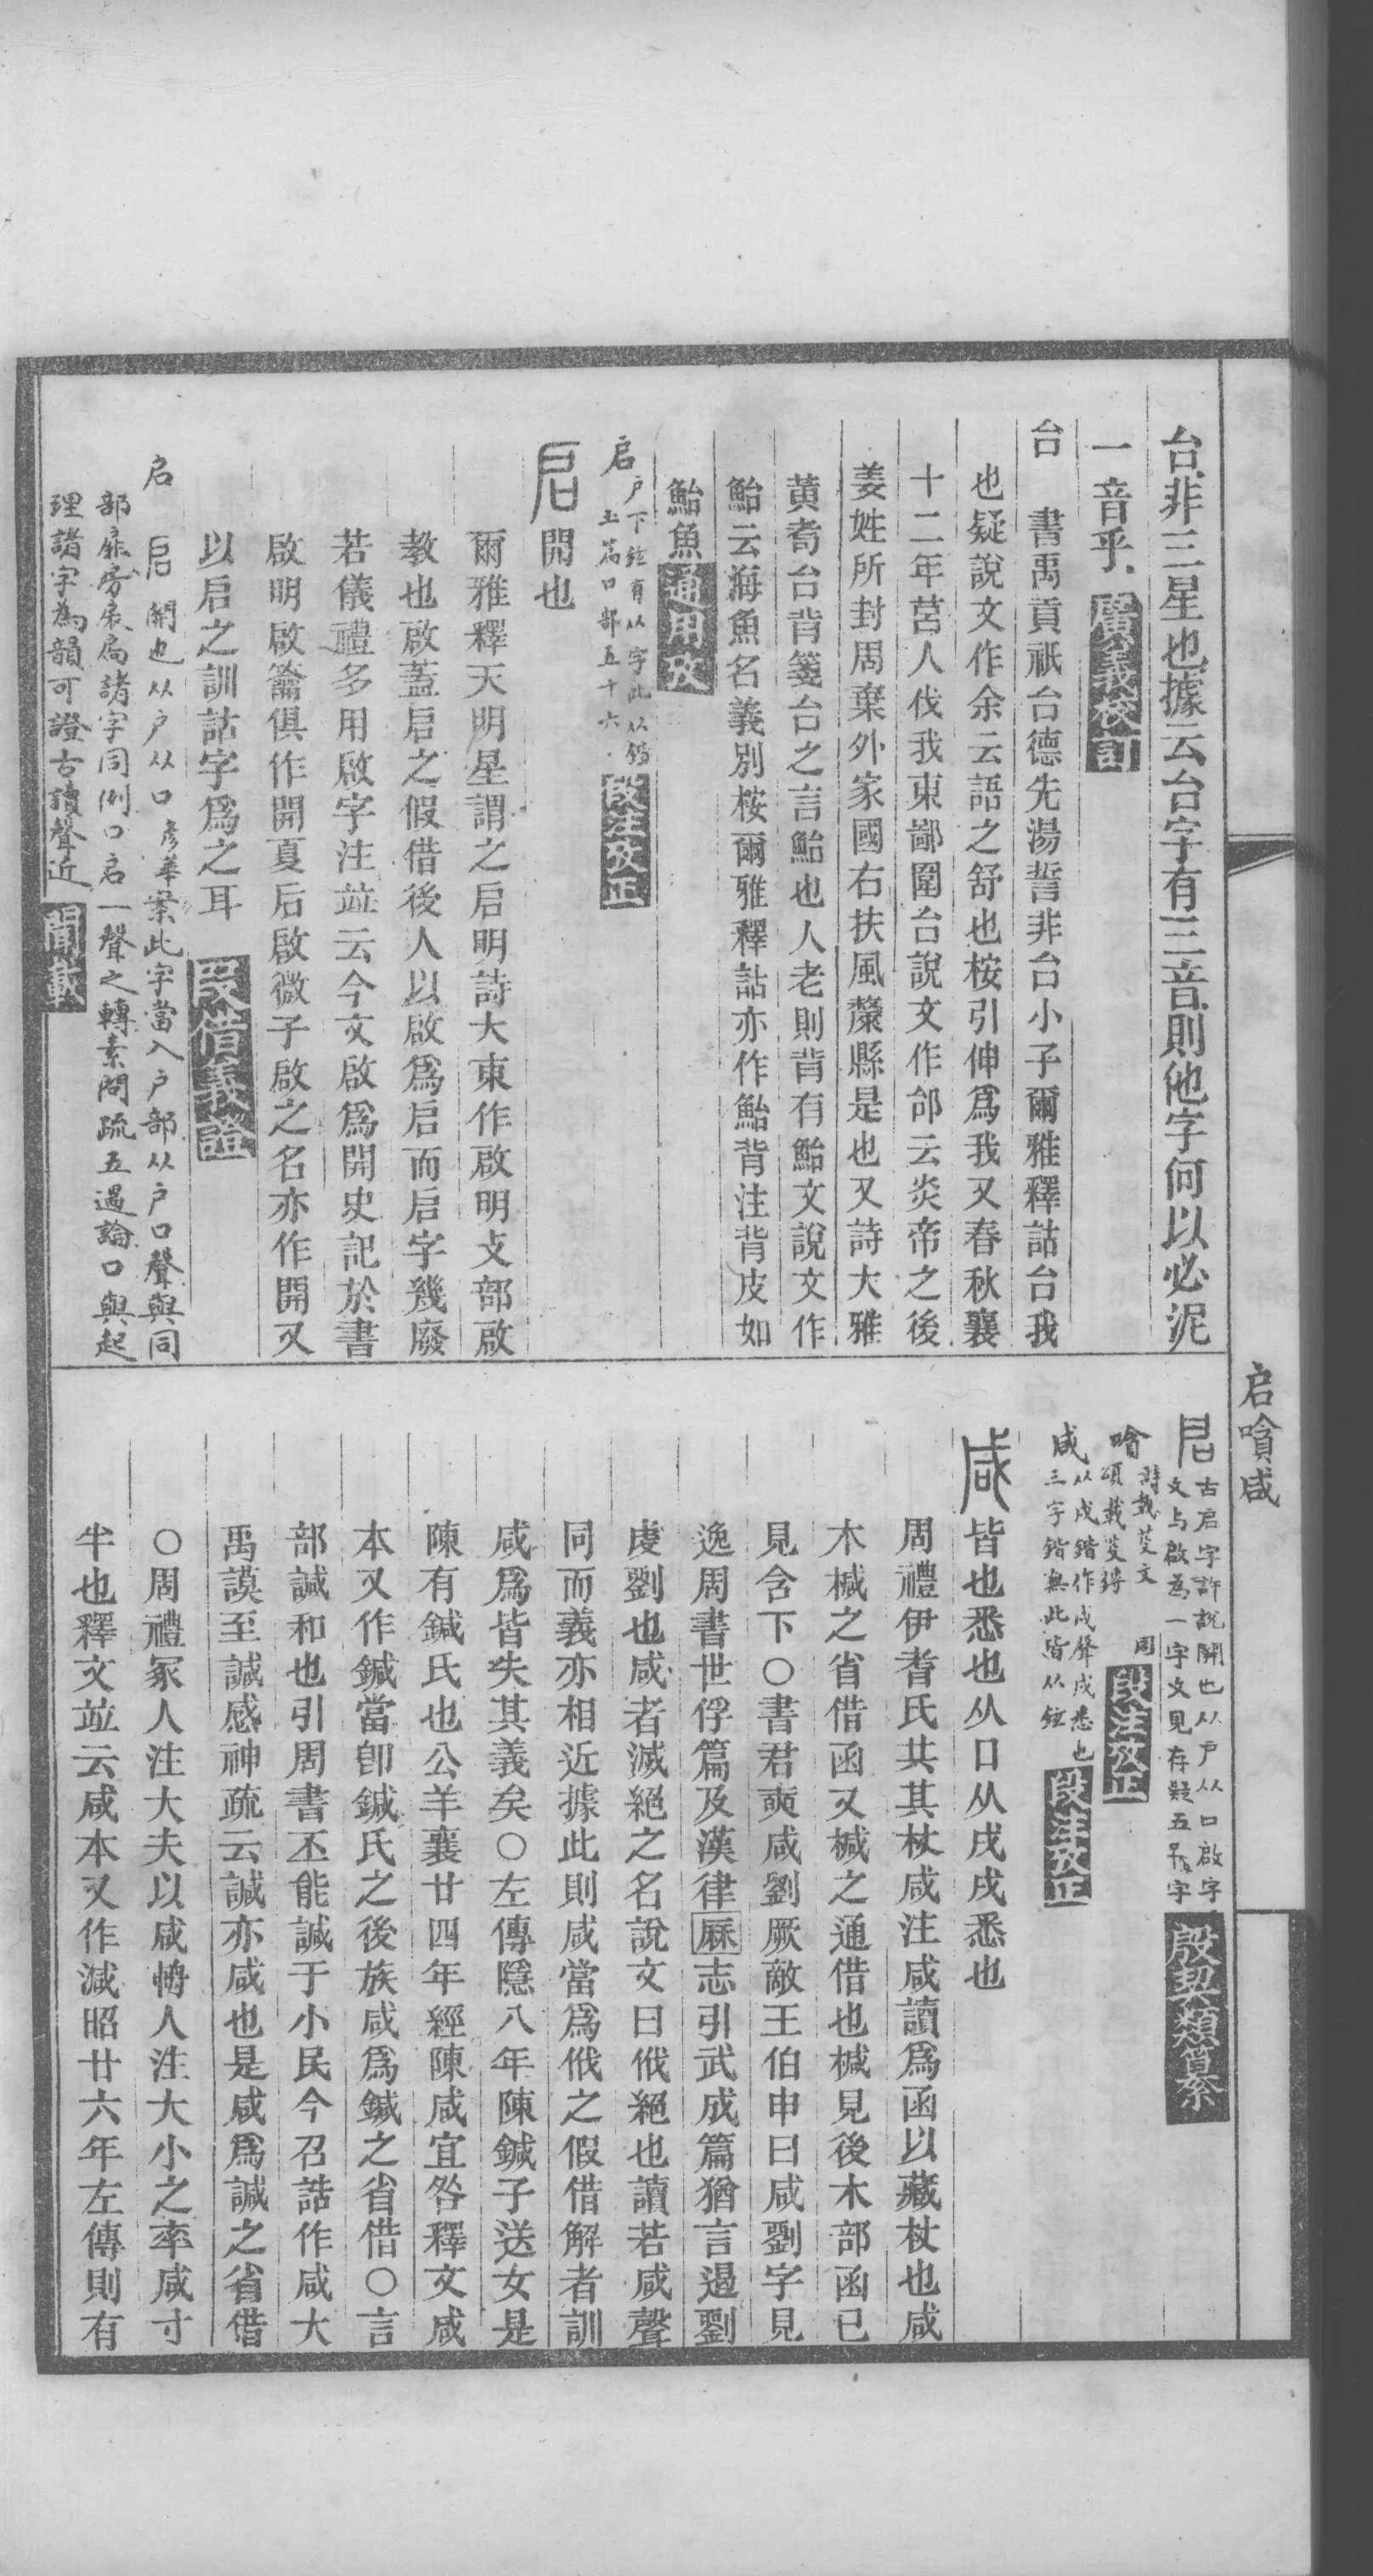 台非三星也據云台字有三音則他字何以必泥
一音乎廣義校訂
台　書禹貢祇台德先湯誓非台小子爾雅釋詁台我
也疑說文作余云語之舒也桉引伸爲我又春秋襄
十二年莒人伐我東鄙圍台說文作邰云炎帝之後
姜姓所封周棄外家國右扶風斄縣是也又詩大雅
黃耇台背箋台之言鮐也人老則背有鮐文說文作
鮐云海魚名義別桉爾雅釋詁亦作鮐背注背皮如
鮐魚通用攷
启戶下鉉有从字此从鍇
玉篇口部五十六段注攷正
启開也
爾雅釋天明星謂之启明詩大東作啟明攴部啟
教也啟蓋启之假借後人以啟爲启而启字幾廢
若儀禮多用啟字注竝云今文啟爲開史記於書
啟明啟籥俱作開夏后啟微子啟之名亦作開又
以启之訓詁字爲之耳　段借義證
启　启　開也从户从口彥華案此字當入户部从户口聲與同
部扉房扆扃諸字同例口启一聲之轉素問疏五過論口與起
理諸字爲韻可證古讀聲近
启嗿咸
启古启字許說開也从戶从口啟字
文与啟爲一字文見存疑五号字殷契類纂
嗿詩載芟文
頌載芟傳　周段注攷正
咸从戌鍇作戌聲戌悉也
三字鍇無此皆从鉉段注攷正
咸皆也悉也从口从戌戌悉也
周禮伊耆氏共其杖咸注咸讀爲函以藏杖也咸
木椷之省借函又椷之通借也椷見後木部函已
見含下〇書君奭咸劉厥敵王伯申曰咸劉字見
逸周書世俘篇及漢律厤志引武成篇猶言遏劉
虔劉也咸者滅絕之名說文曰㦰絕也讀若咸聲
同而義亦相近據此則咸當爲㦰之假借解者訓
咸爲皆失其義矣〇左傳隱八年陳鍼子送女是
陳有鍼氏也公羊襄廿四年經陳咸宜咎釋文咸
本又作鍼當卽鍼氏之後族咸爲鍼之省借〇言
部諴和也引周書丕能諴于小民今召誥作咸大
禹謨至諴感神疏云諴亦咸也是咸爲諴之省借
〇周禮冢人注大夫以咸㡓人注大小之率咸寸
半也釋文竝云咸本又作減昭廿六年左傳則有